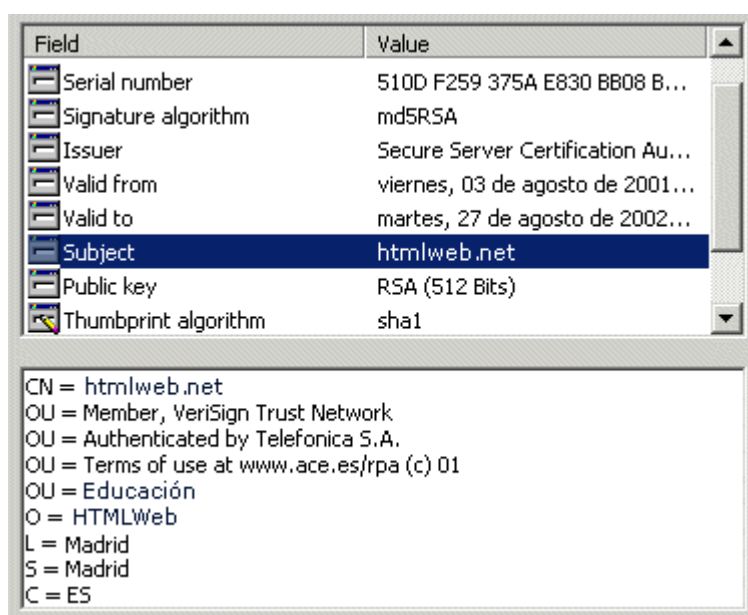 Field Value
Serial number 510D F259 375A E830 BB08 B...
Signature algorithm md5RSA
Issuer Secure Server Certification Au...
Valid from viernes, 03 de agosto de 2001...
Valid to martes, 27 de agosto de 2002...
Subject htmlweb.net
Public key RSA (512 Bits)
Thumbprint algorithm sha1
CN = htmlweb.net
OU = Member, VeriSign Trust Network
OU = Authenticated by Telefonica S.A.
OU = Terms of use at www.ace.es/rpa (c) 01
OU = Educación
O = HTMLWeb
L = Madrid
S = Madrid
C = ES